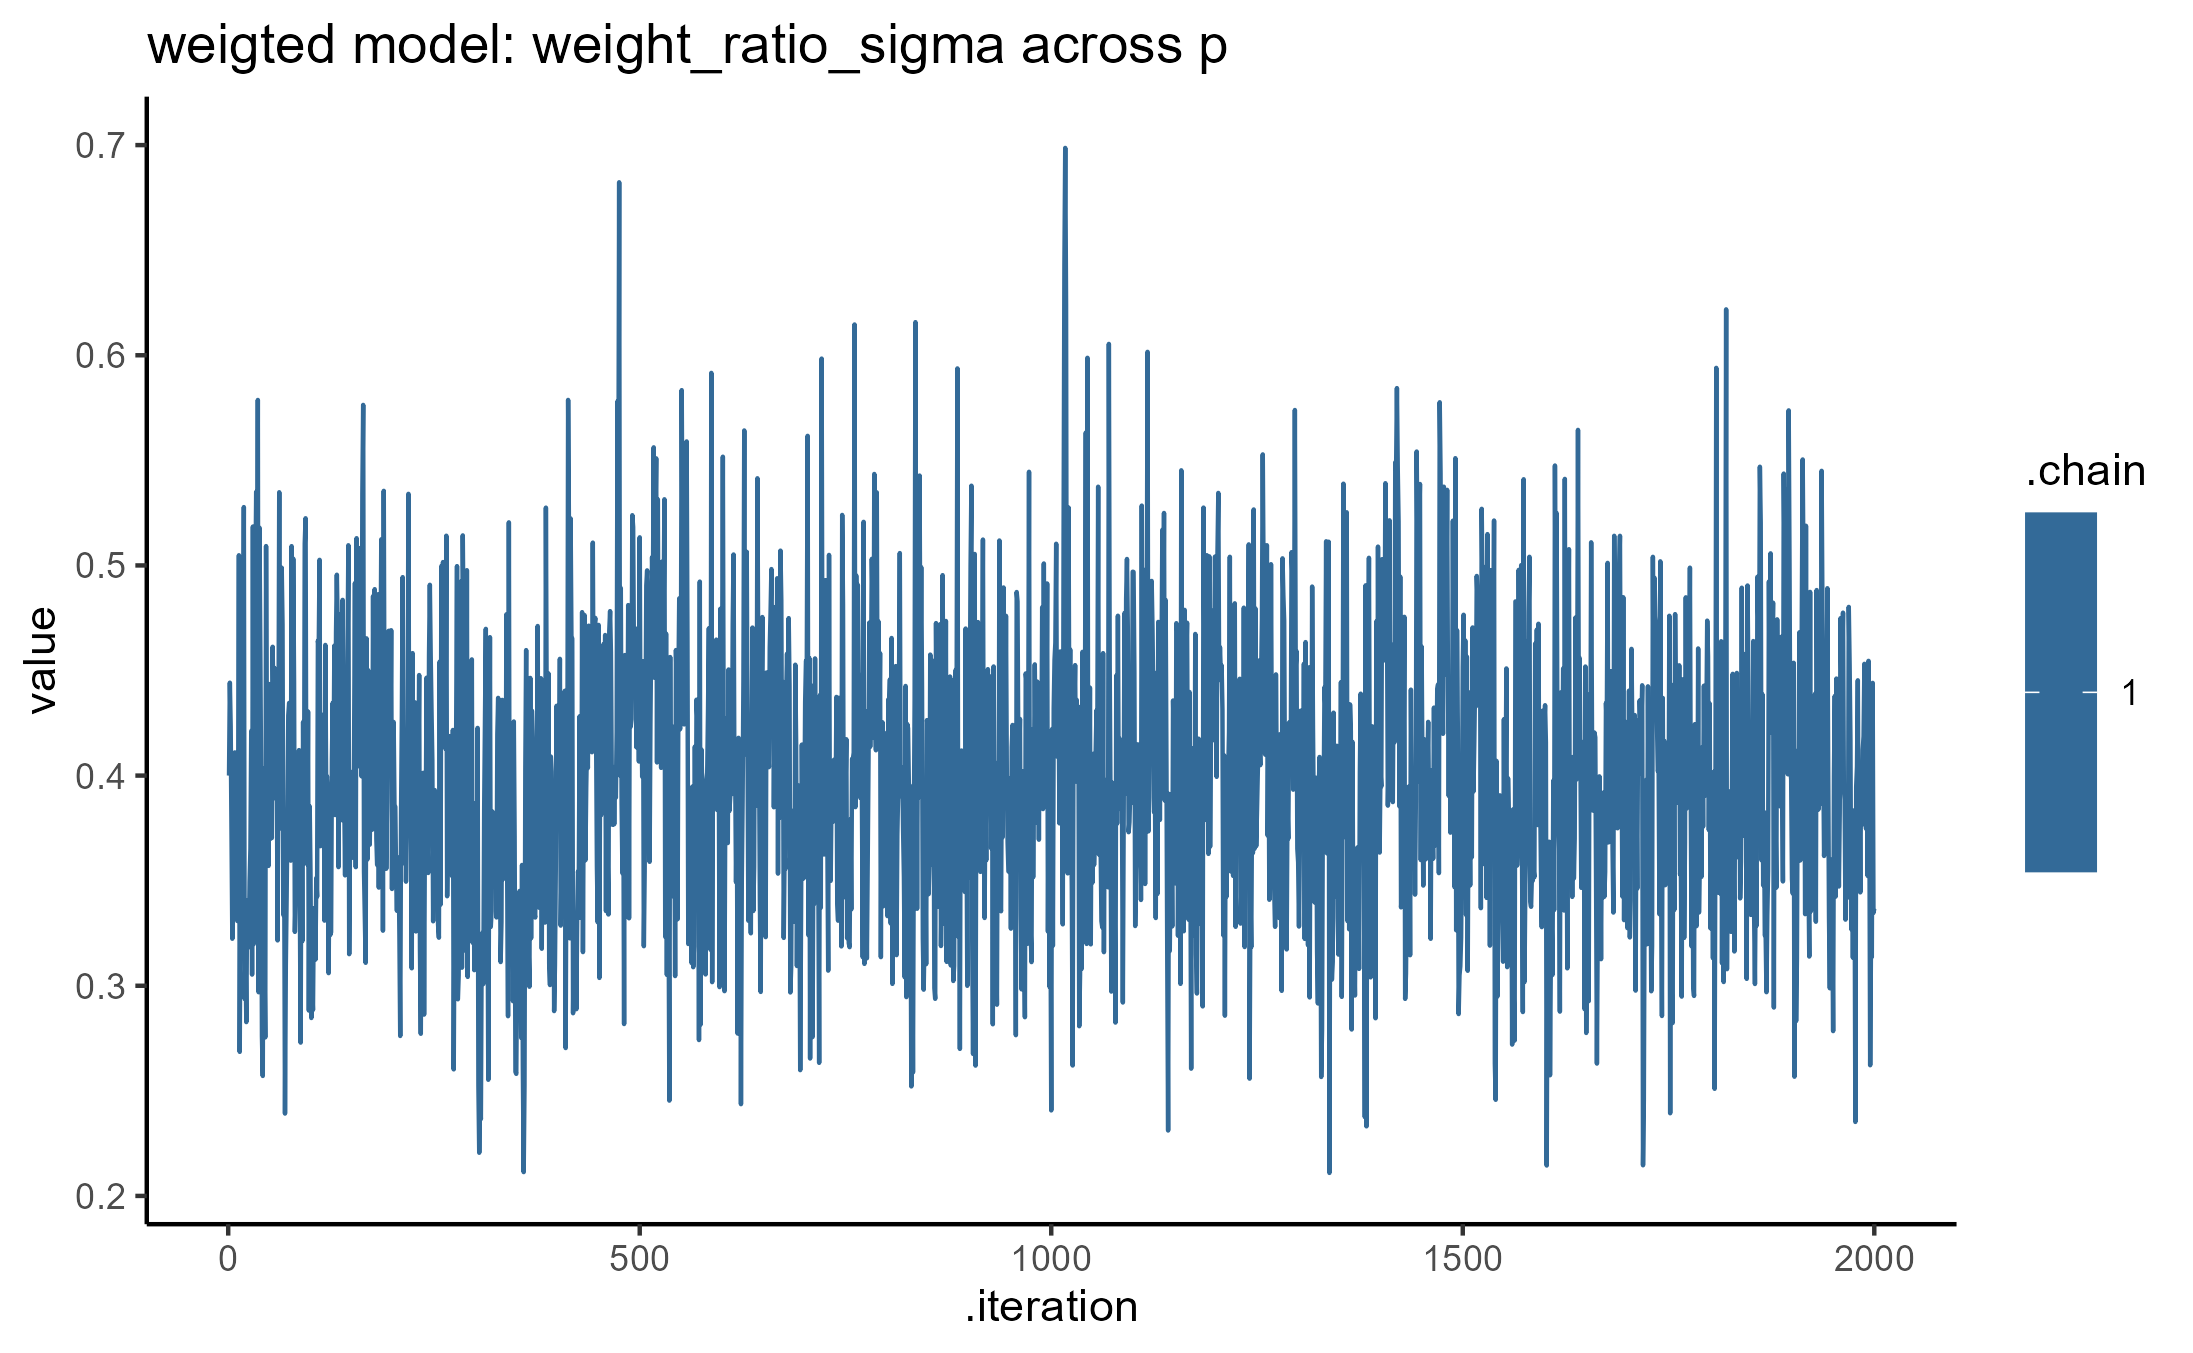 weigted model: weight_ratio_sigma across p
0.7
0.6
0.5
0.4
0.3
0.2
value
0 500 1000 1500 2000
.iteration
.chain
1